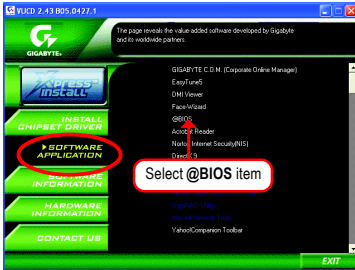 VUCD 2.43 B05.0427.1
The page reveals the value-added software developed by Gigabyte
and its worldwide partners.
GIGABYTE
Xpress
Install
INSTALL
CHIPSET DRIVER
SOFTWARE
APPLICATION
SOFTWARE
INFORMATION
HARDWARE
INFORMATION
CONTACT US
GIGABYTE C.O.M. (Corporate Online Manager)
EasyTune5
DMI Viewer
Face-Wizard
@BIOS
Acrobat Reader
Norton Internet Security(NIS)
DirectX 9
Select @BIOS item
Yahoo!Companion Toolbar
EXIT